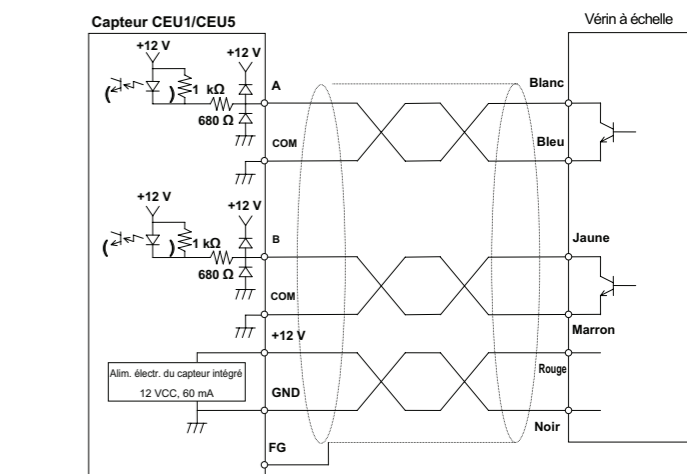 Capteur CEU1/CEU5
Vérin à échelle
+12 V
+12 V
( )
1 kΩ
680 Ω
A
COM
Blanc
Bleu
+12 V
+12 V
( )
1 kΩ
680 Ω
B
COM
Jaune
Marron
+12 V
Alim. électr. du capteur intégré
12 VCC, 60 mA
GND
Rouge
Noir
FG